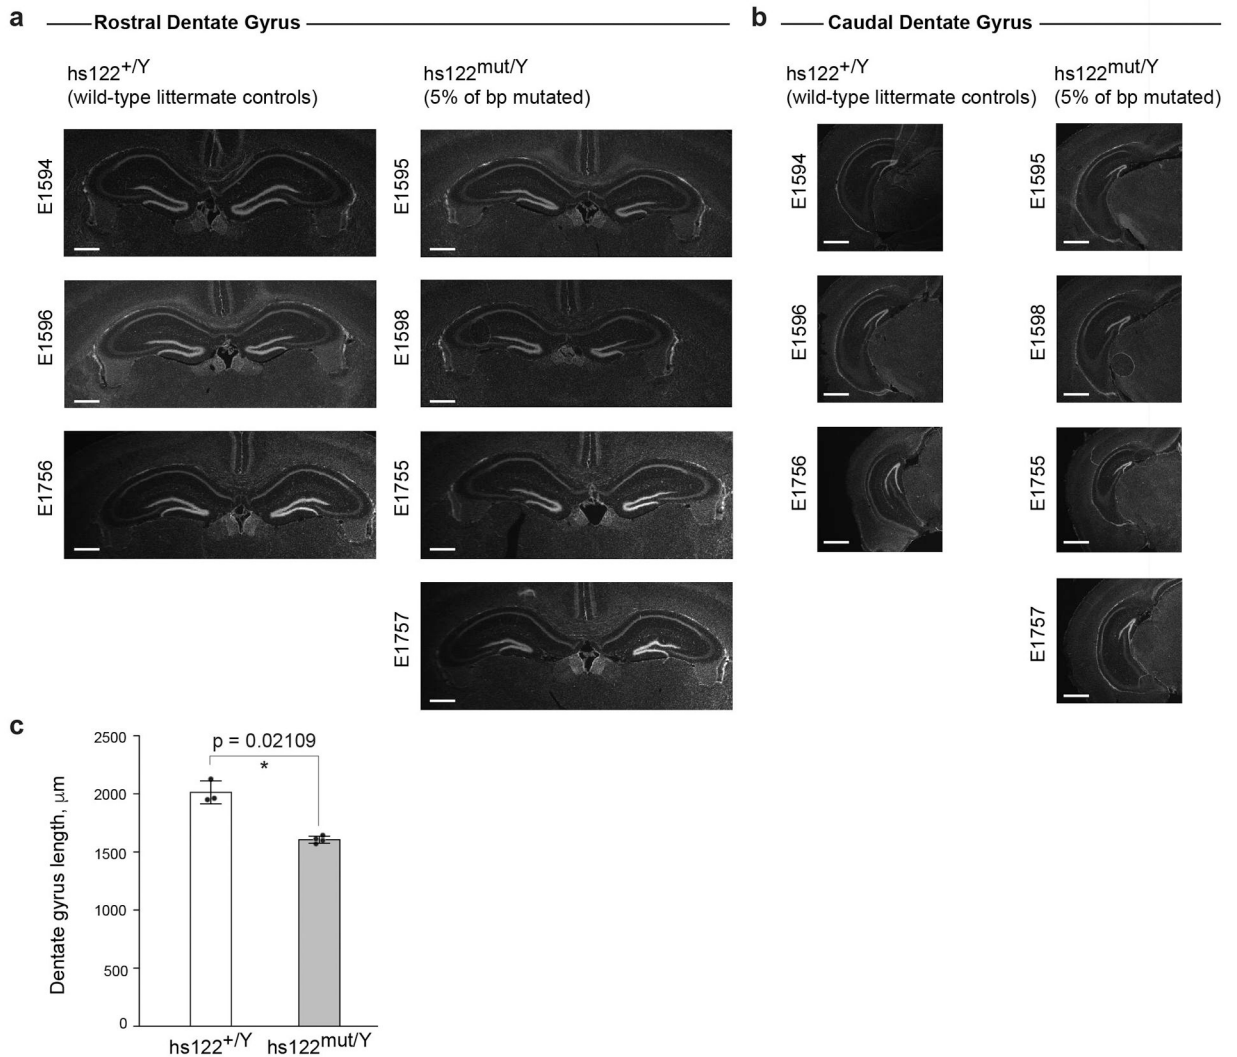 a
Rostral Dentate Gyrus
hs122+/Y
(wild-type littermate controls)
hs122mut/Y
(5% of bp mutated)
E1594
E1595
E1596
E1598
E1756
E1755
E1757
b
Caudal Dentate Gyrus
hs122+/Y
(wild-type littermate controls)
hs122mut/Y
(5% of bp mutated)
E1594
E1595
E1596
E1598
E1756
E1755
E1757
c
Dentate gyrus length, μm
2500
2000
1500
1000
500
0
p = 0.02109
*
hs122+/Y
hs122mut/Y